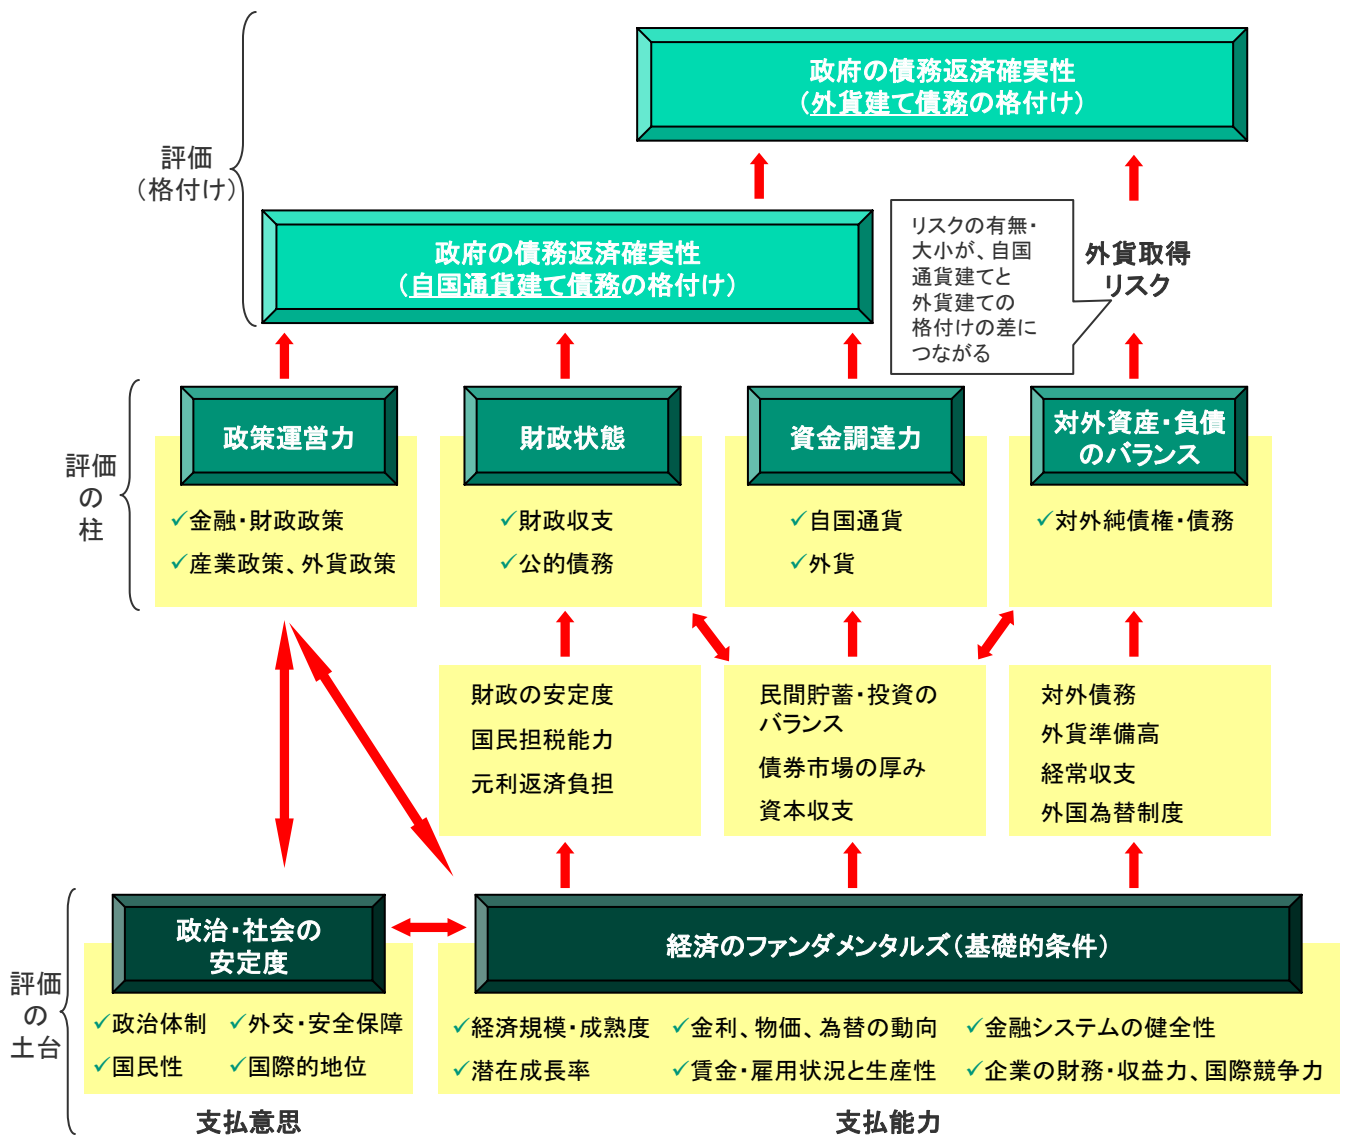 政府の債務返済確実性
（外貨建て債務の格付け）
評価
（格付け）
政府の債務返済確実性
（自国通貨建て債務の格付け）
リスクの有無・
大小が、自国
通貨建てと
外貨建ての
格付けの差に
つながる
外貨取得
リスク
評価
の
柱
政策運営力
✓金融・財政政策
✓産業政策、外貨政策
財政状態
✓財政収支
✓公的債務
資金調達力
✓自国通貨
✓外貨
対外資産・負債
のバランス
✓対外純債権・債務
財政の安定度
国民担税能力
元利返済負担
民間貯蓄・投資の
バランス
債券市場の厚み
資本収支
対外債務
外貨準備高
経常収支
外国為替制度
評価
の
土台
政治・社会の
安定度
✓政治体制 ✓外交・安全保障
✓国民性 ✓国際的地位
支払意思
経済のファンダメンタルズ（基礎的条件）
✓経済規模・成熟度 ✓金利、物価、為替の動向 ✓金融システムの健全性
✓潜在成長率 ✓賃金・雇用状況と生産性 ✓企業の財務・収益力、国際競争力
支払能力